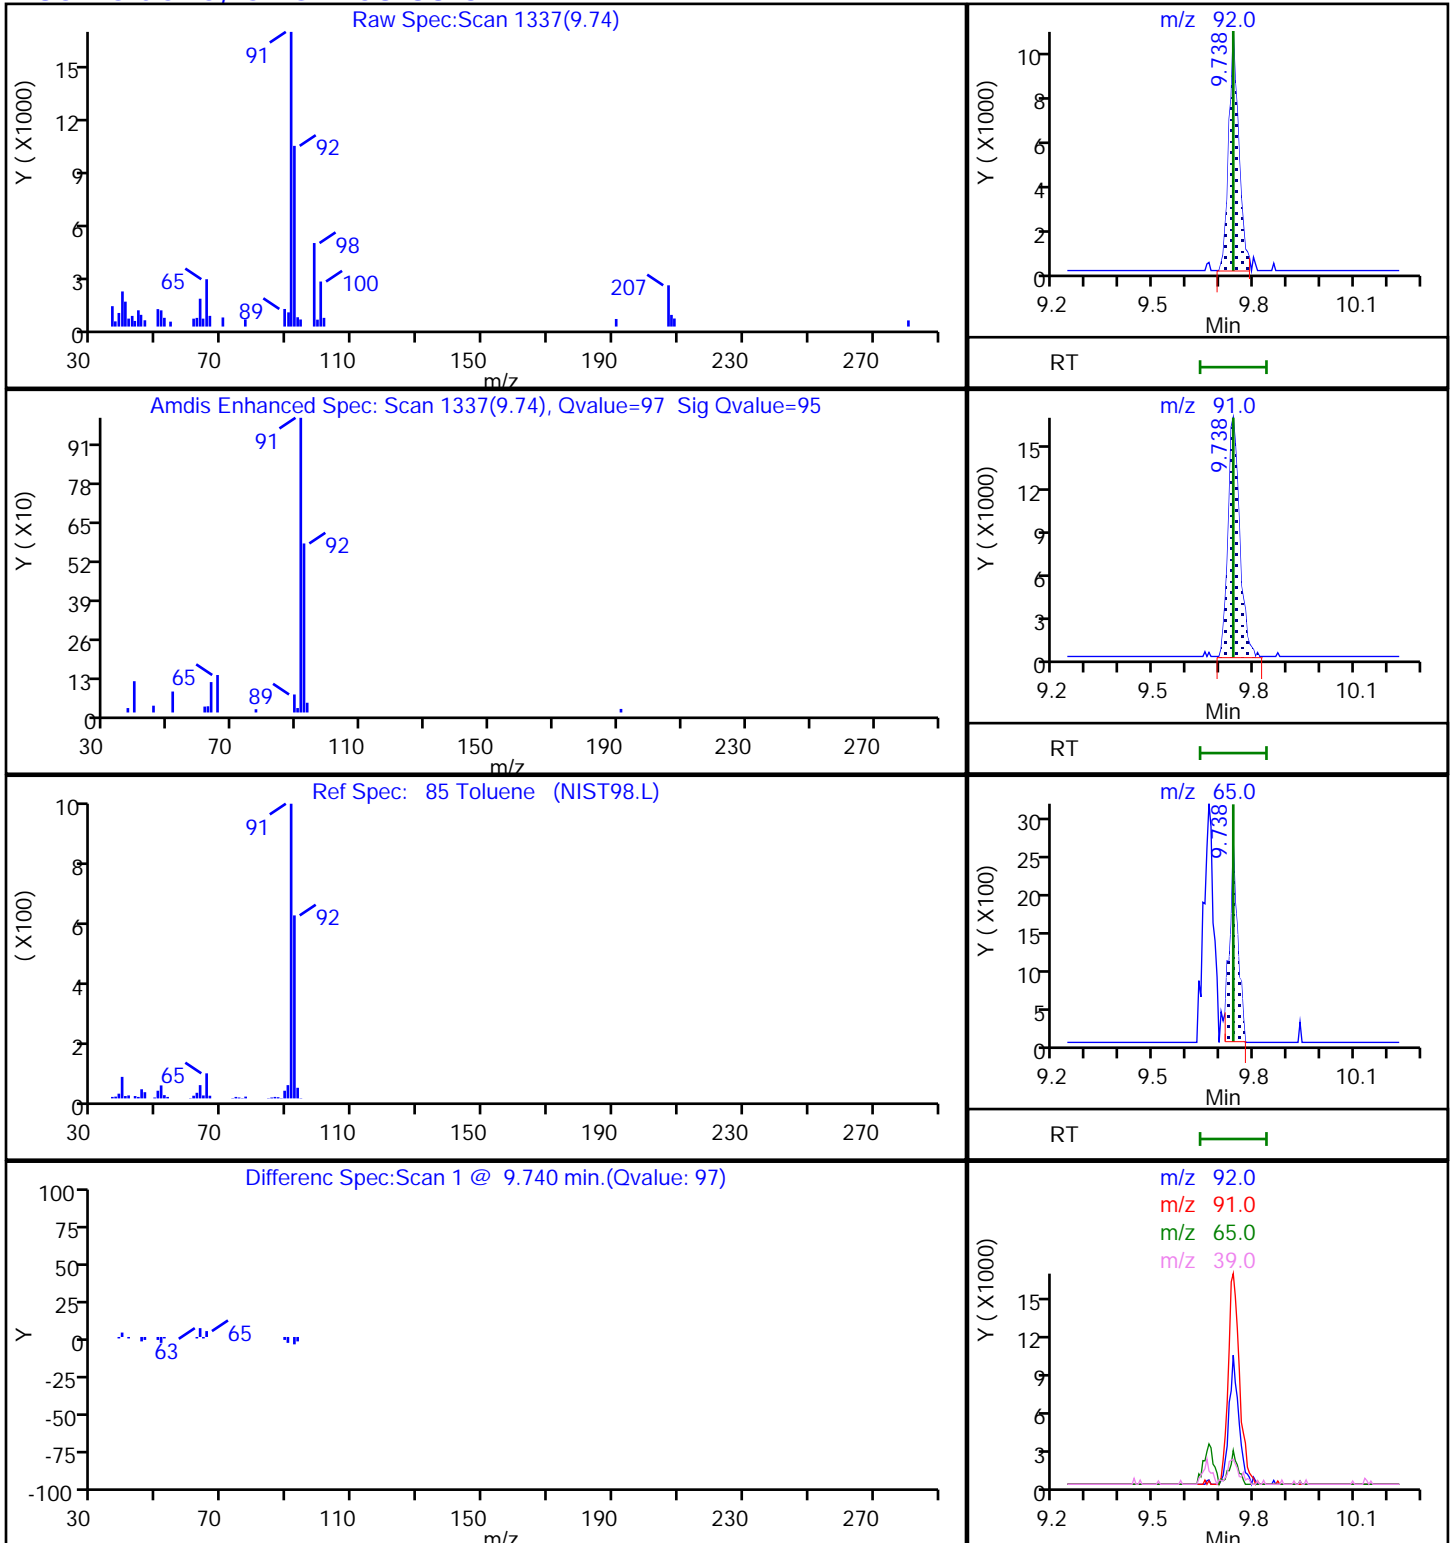 Raw Spec:Scan 1337(9.74)
Y ( X1000)
15
12
9
6
3
0
91
92
98
100
65
89
207
30 70 110 150 190 230 270
m/z
m/z 92.0
Y ( X1000)
10
8
6
4
2
0
9.738
9.2 9.5 9.8 10.1
Min
RT
Amdis Enhanced Spec: Scan 1337(9.74), Qvalue=97 Sig Qvalue=95
Y ( X10)
91
78
65
52
39
26
13
0
91
92
65
89
30 70 110 150 190 230 270
m/z
m/z 91.0
Y ( X1000)
15
12
9
6
3
0
9.738
9.2 9.5 9.8 10.1
Min
RT
Ref Spec: 85 Toluene (NIST98.L)
( X100)
10
8
6
4
2
0
91
92
65
30 70 110 150 190 230 270
m/z 65.0
Y ( X100)
30
25
20
15
10
5
0
9.738
9.2 9.5 9.8 10.1
Min
RT
Differenc Spec:Scan 1 @ 9.740 min.(Qvalue: 97)
Y
100
75
50
25
0
-25
-50
-75
-100
63
65
30 70 110 150 190 230 270
m/z
m/z 92.0
m/z 91.0
m/z 65.0
m/z 39.0
Y ( X1000)
15
12
9
6
3
0
9.2 9.5 9.8 10.1
Min